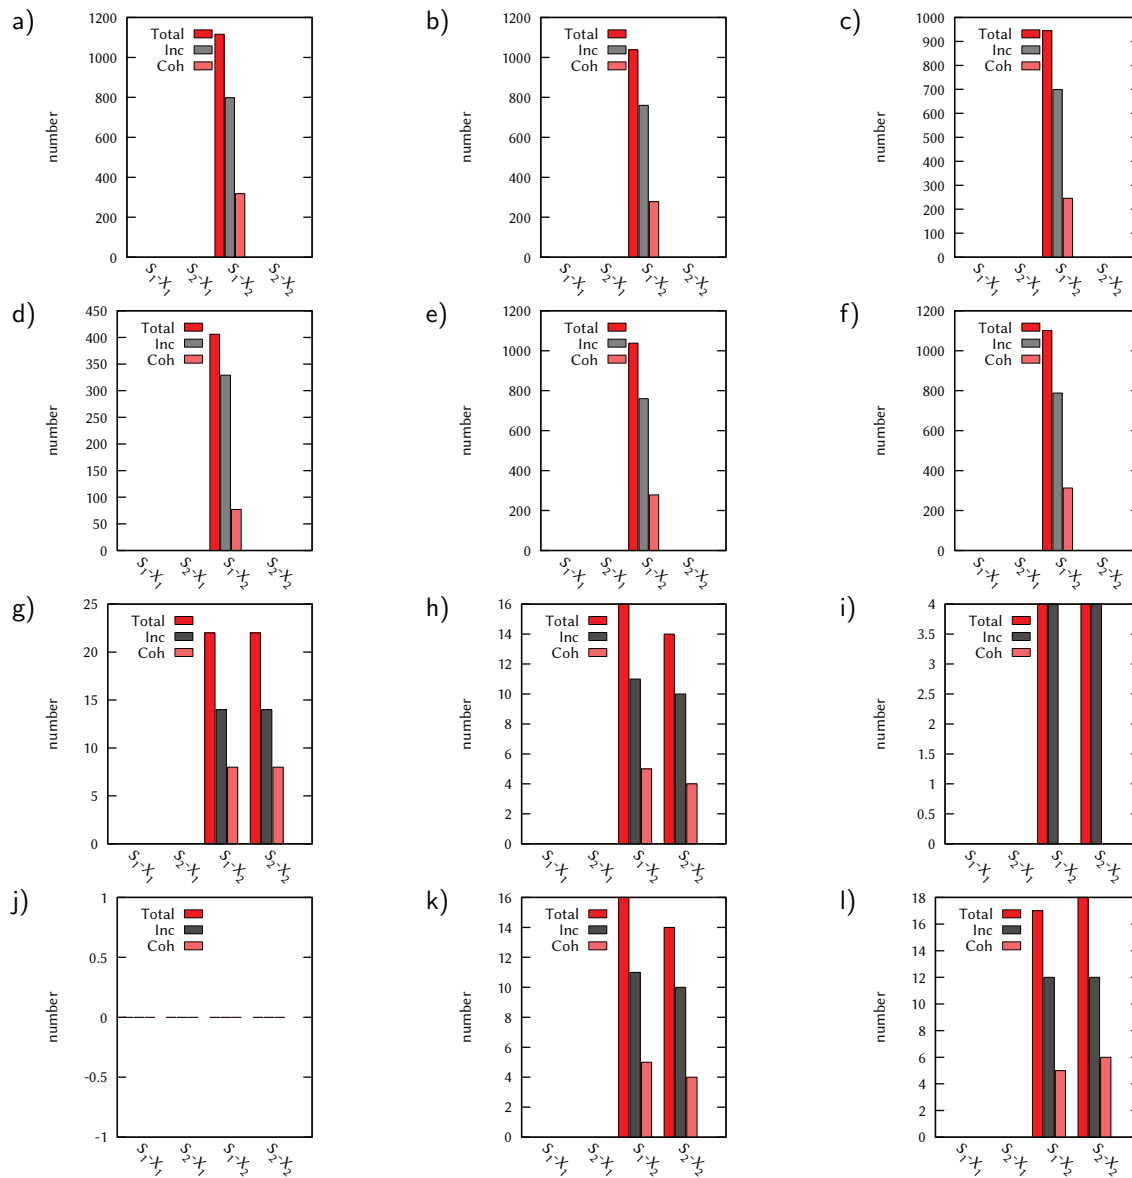 a)
1200
1000
800
600
400
200
0
number
Total
Inc
Coh
S1-X1
S2-X1
S1-X2
S2-X2
b)
1200
1000
800
600
400
200
0
number
Total
Inc
Coh
S1-X1
S2-X1
S1-X2
S2-X2
c)
1000
900
800
700
600
500
400
300
200
100
0
number
Total
Inc
Coh
S1-X1
S2-X1
S1-X2
S2-X2
d)
450
400
350
300
250
200
150
100
50
0
number
Total
Inc
Coh
S1-X1
S2-X1
S1-X2
S2-X2
e)
1200
1000
800
600
400
200
0
number
Total
Inc
Coh
S1-X1
S2-X1
S1-X2
S2-X2
f)
1200
1000
800
600
400
200
0
number
Total
Inc
Coh
S1-X1
S2-X1
S1-X2
S2-X2
g)
25
20
15
10
5
0
number
Total
Inc
Coh
S1-X1
S2-X1
S1-X2
S2-X2
h)
16
14
12
10
8
6
4
2
0
number
Total
Inc
Coh
S1-X1
S2-X1
S1-X2
S2-X2
i)
4
3.5
3
2.5
2
1.5
1
0.5
0
number
Total
Inc
Coh
S1-X1
S2-X1
S1-X2
S2-X2
j)
1
0.5
0
-0.5
-1
number
Total
Inc
Coh
S1-X1
S2-X1
S1-X2
S2-X2
k)
16
14
12
10
8
6
4
2
0
number
Total
Inc
Coh
S1-X1
S2-X1
S1-X2
S2-X2
l)
18
16
14
12
10
8
6
4
2
0
number
Total
Inc
Coh
S1-X1
S2-X1
S1-X2
S2-X2